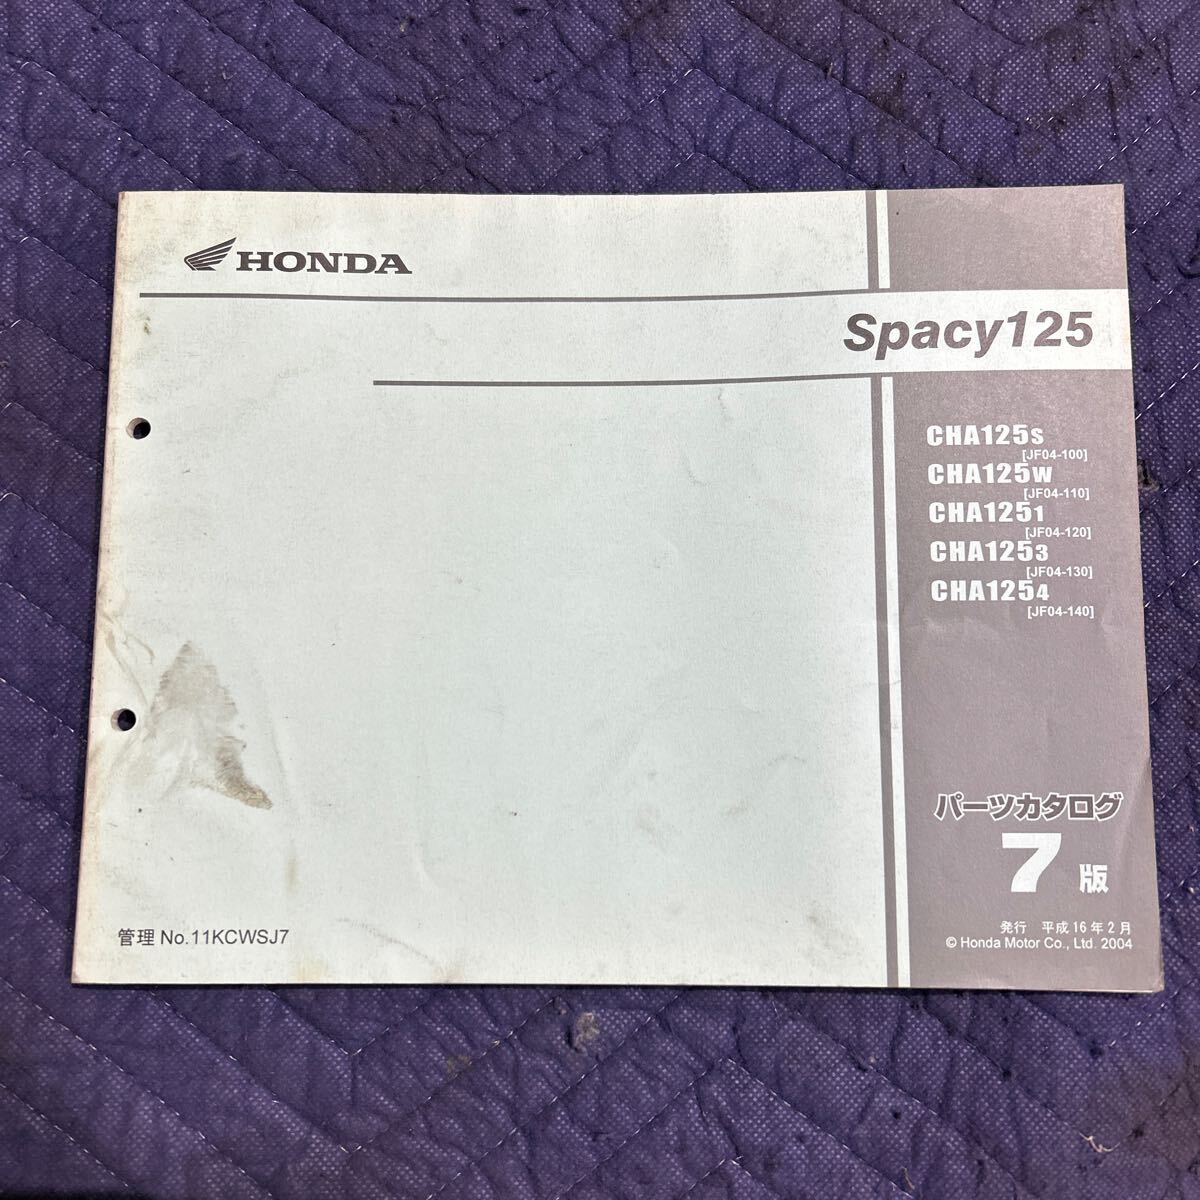 HONDA
Spacy125
CHA125S
[JF04-100]
CHA125W
[JF04-110]
CHA1251
[JF04-120]
CHA1253
[JF04-130]
CHA1254
[JF04-140]
パーツカタログ
7版
発行 平成16年2月
© Honda Motor Co., Ltd. 2004
管理 No.11KCWSJ7